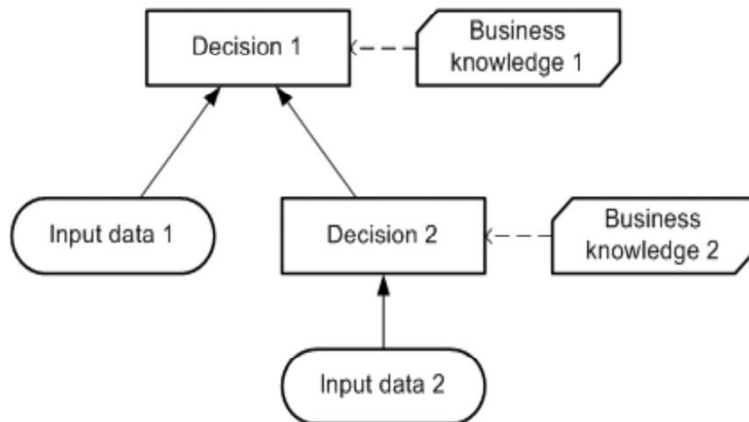 Decision 1
Business
knowledge 1
Input data 1
Decision 2
Business
knowledge 2
Input data 2